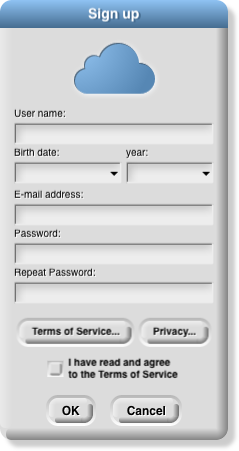 Sign up
User name:
Birth date: year:
E-mail address:
Password:
Repeat Password:
Terms of Service... Privacy...
I have read and agree
to the Terms of Service
OK Cancel